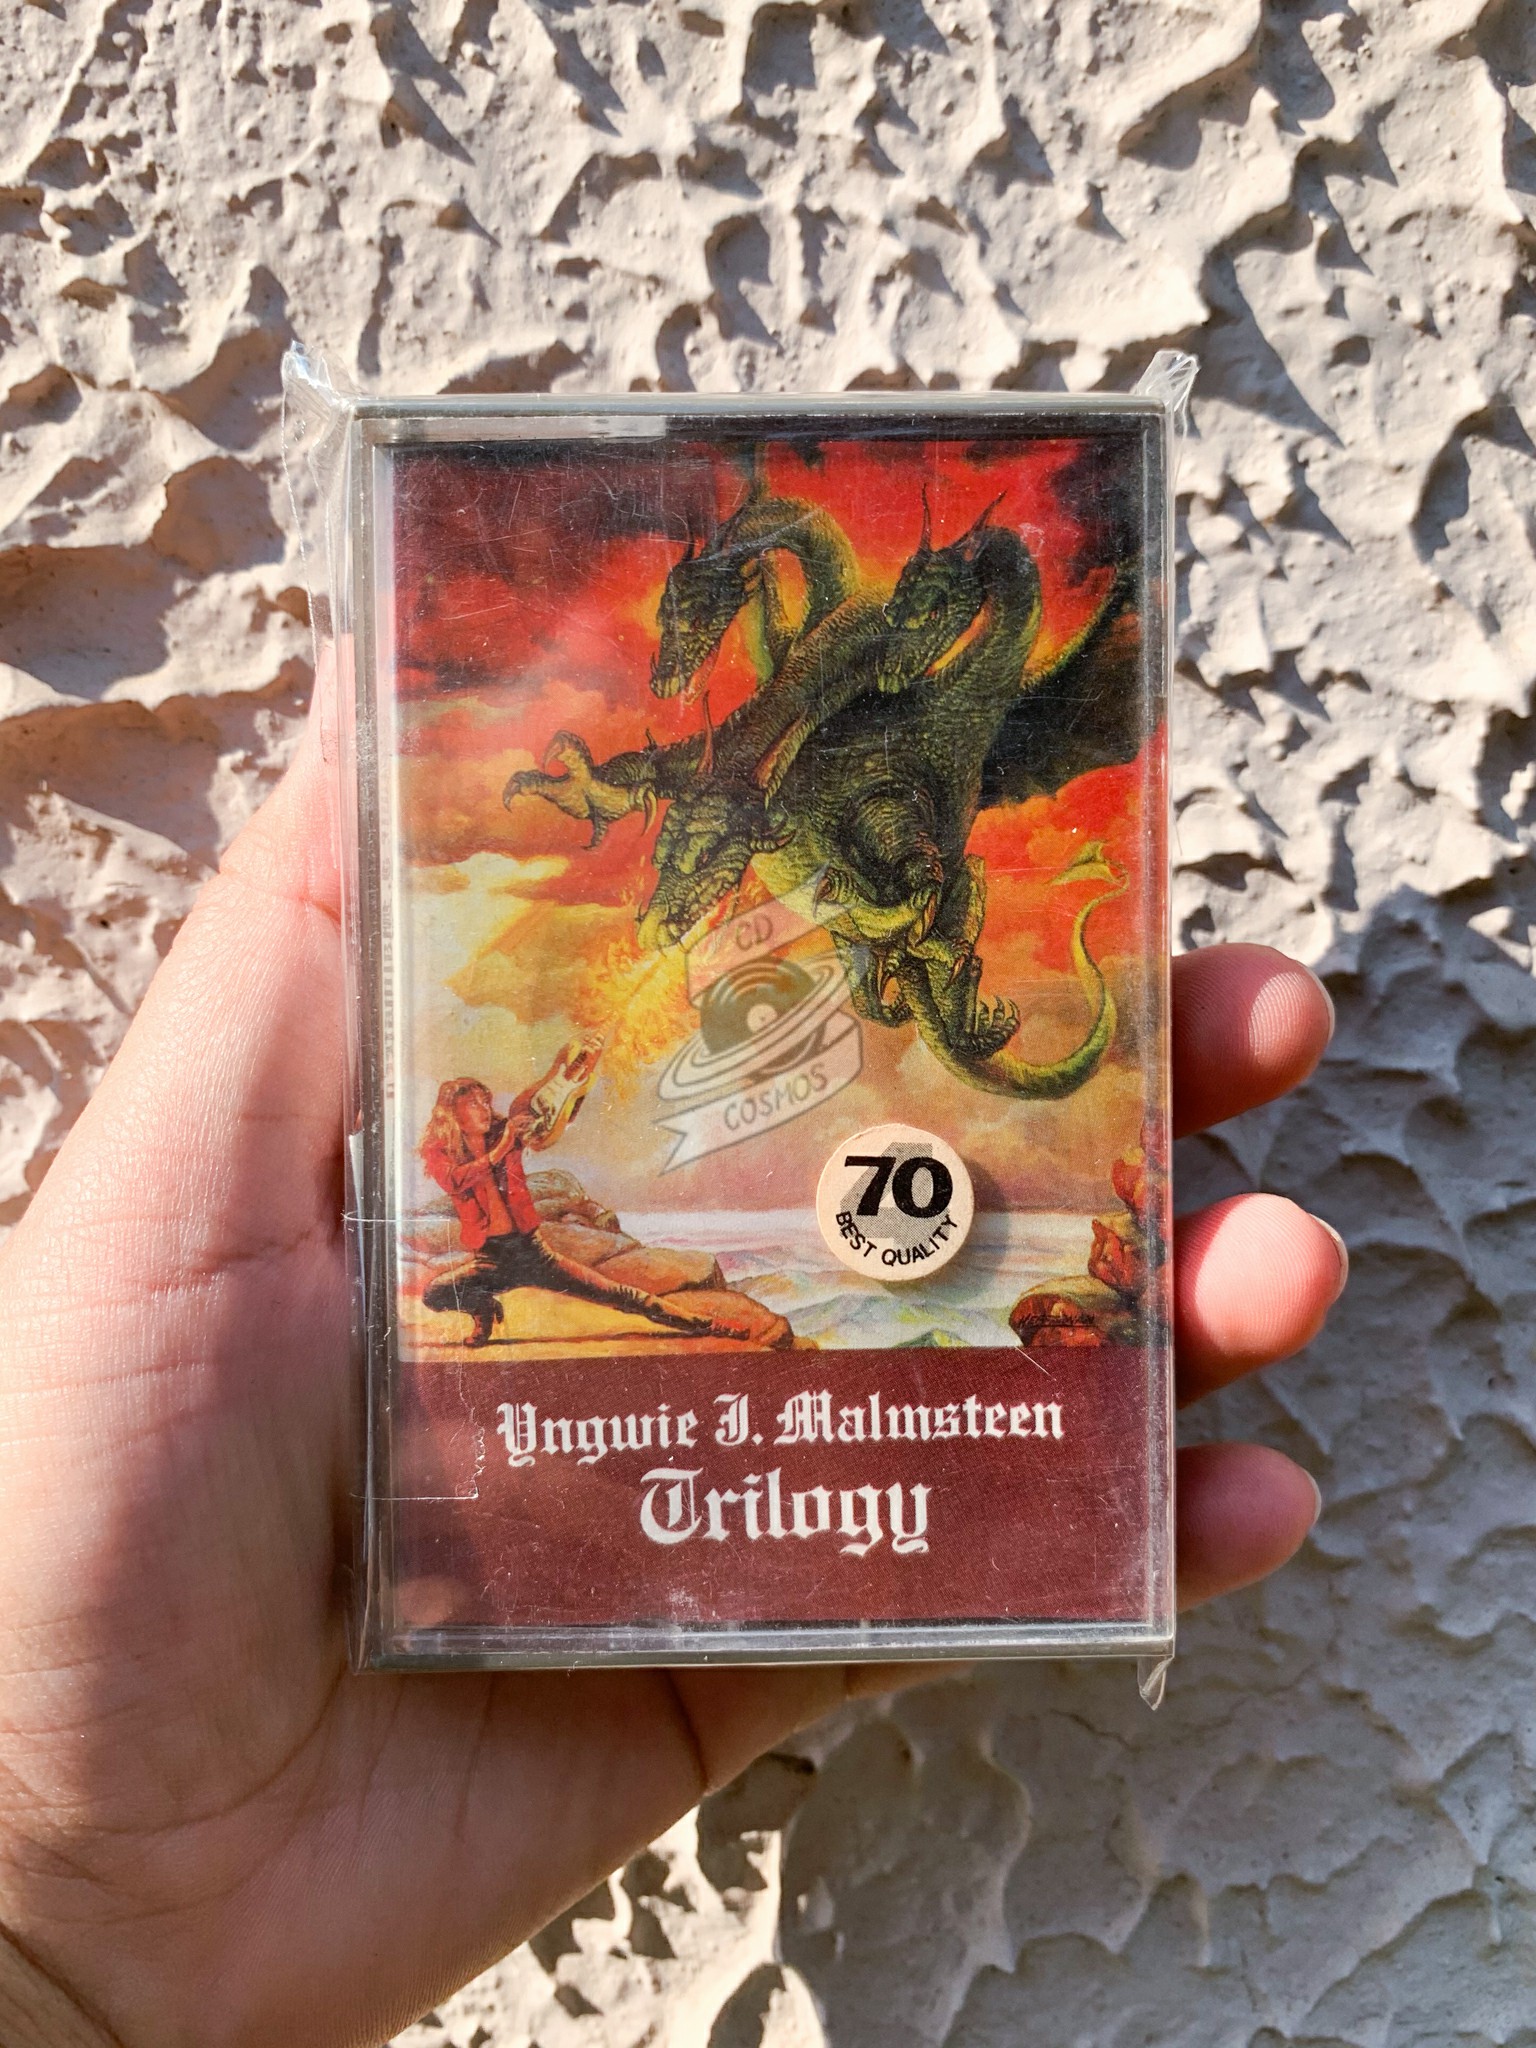 CD
COSMOS
70
BEST QUALITY
Yngwie J. Malmsteen
Trilogy